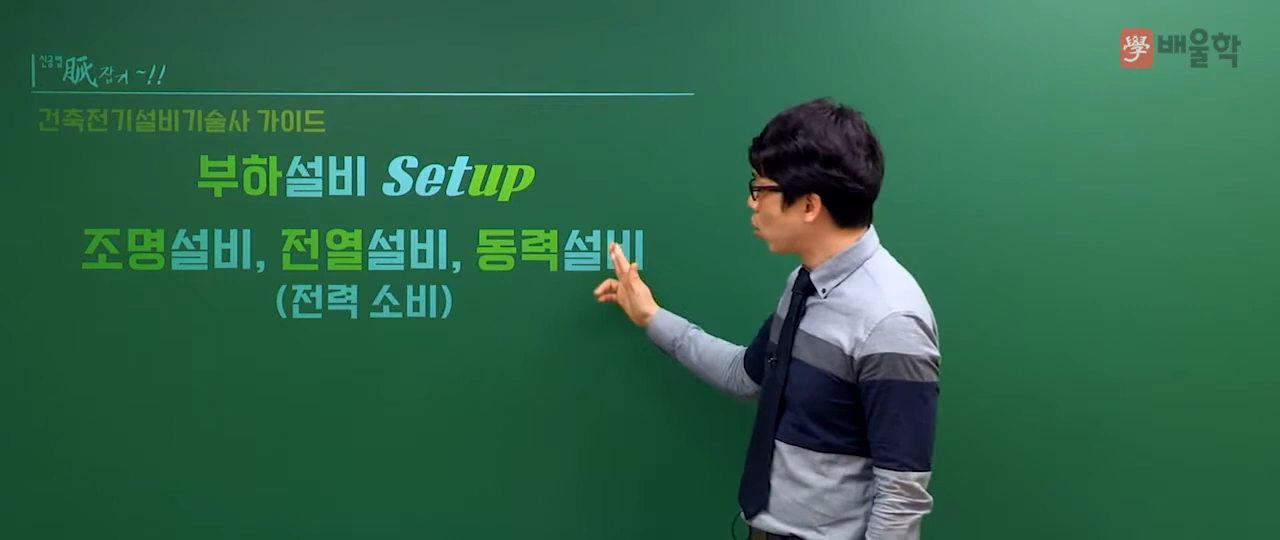 脈 잡기 ~!!
배울학
學
건축전기설비기술사 가이드
부하설비 Setup
조명설비, 전열설비, 동력설비
(전력 소비)